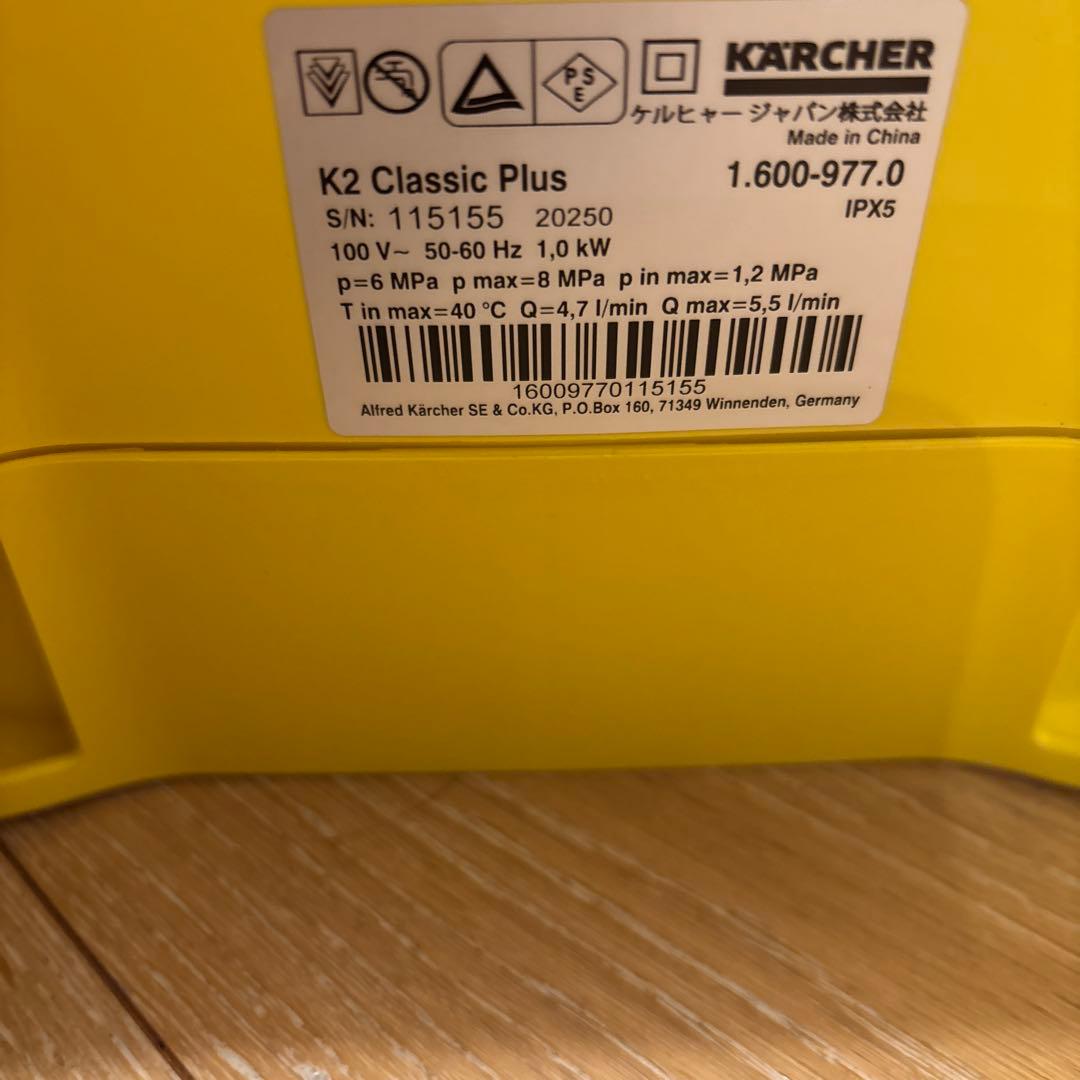 PSE
KÄRCHER
ケルヒャー ジャパン株式会社
Made in China
K2 Classic Plus 1.600-977.0
S/N: 115155 20250 IPX5
100 V~ 50-60 Hz 1,0 kW
p=6 MPa p max=8 MPa p in max=1,2 MPa
T in max=40 °C Q=4,7 l/min Q max=5,5 l/min
16009770115155
Alfred Kärcher SE & Co.KG, P.O.Box 160, 71349 Winnenden, Germany